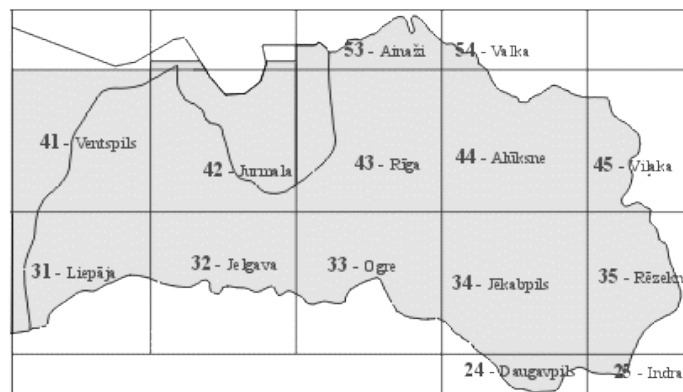 53 - Ainaži
54 - Valka
41 - Ventspils
42 - Jurmala
43 - Rīga
44 - Alūksne
45 - Viļaka
31 - Liepāja
32 - Jelgava
33 - Ogre
34 - Jēkabpils
35 - Rēzekn
24 - Daugavpils
25 - Indra